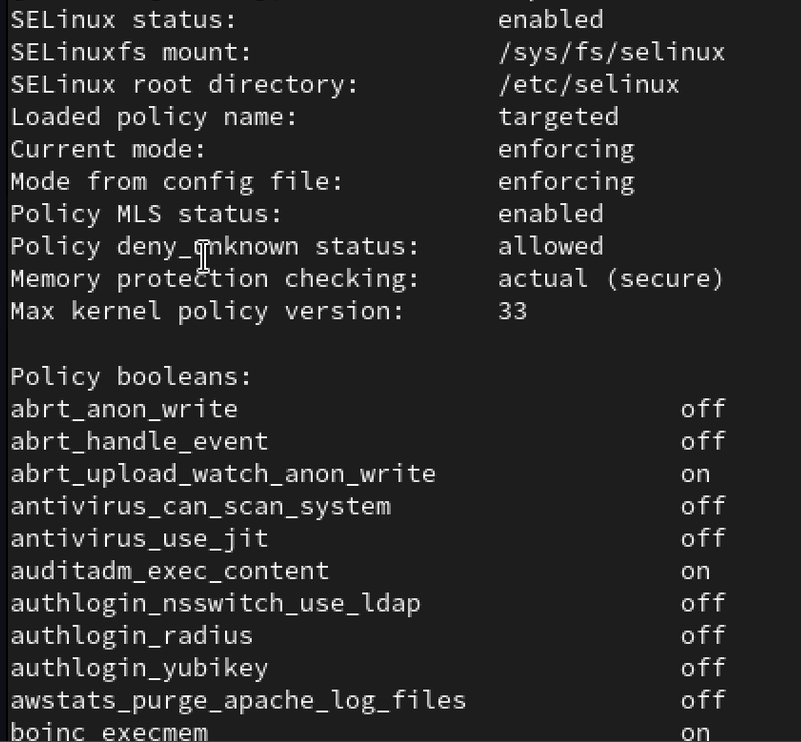 SELinux status: enabled
SELinuxfs mount: /sys/fs/selinux
SELinux root directory: /etc/selinux
Loaded policy name: targeted
Current mode: enforcing
Mode from config file: enforcing
Policy MLS status: enabled
Policy deny_unknown status: allowed
Memory protection checking: actual (secure)
Max kernel policy version: 33
Policy booleans:
abrt_anon_write off
abrt_handle_event off
abrt_upload_watch_anon_write on
antivirus_can_scan_system off
antivirus_use_jit off
auditadm_exec_content on
authlogin_nsswitch_use_ldap off
authlogin_radius off
authlogin_yubikey off
awstats_purge_apache_log_files off
boinc_execmem on